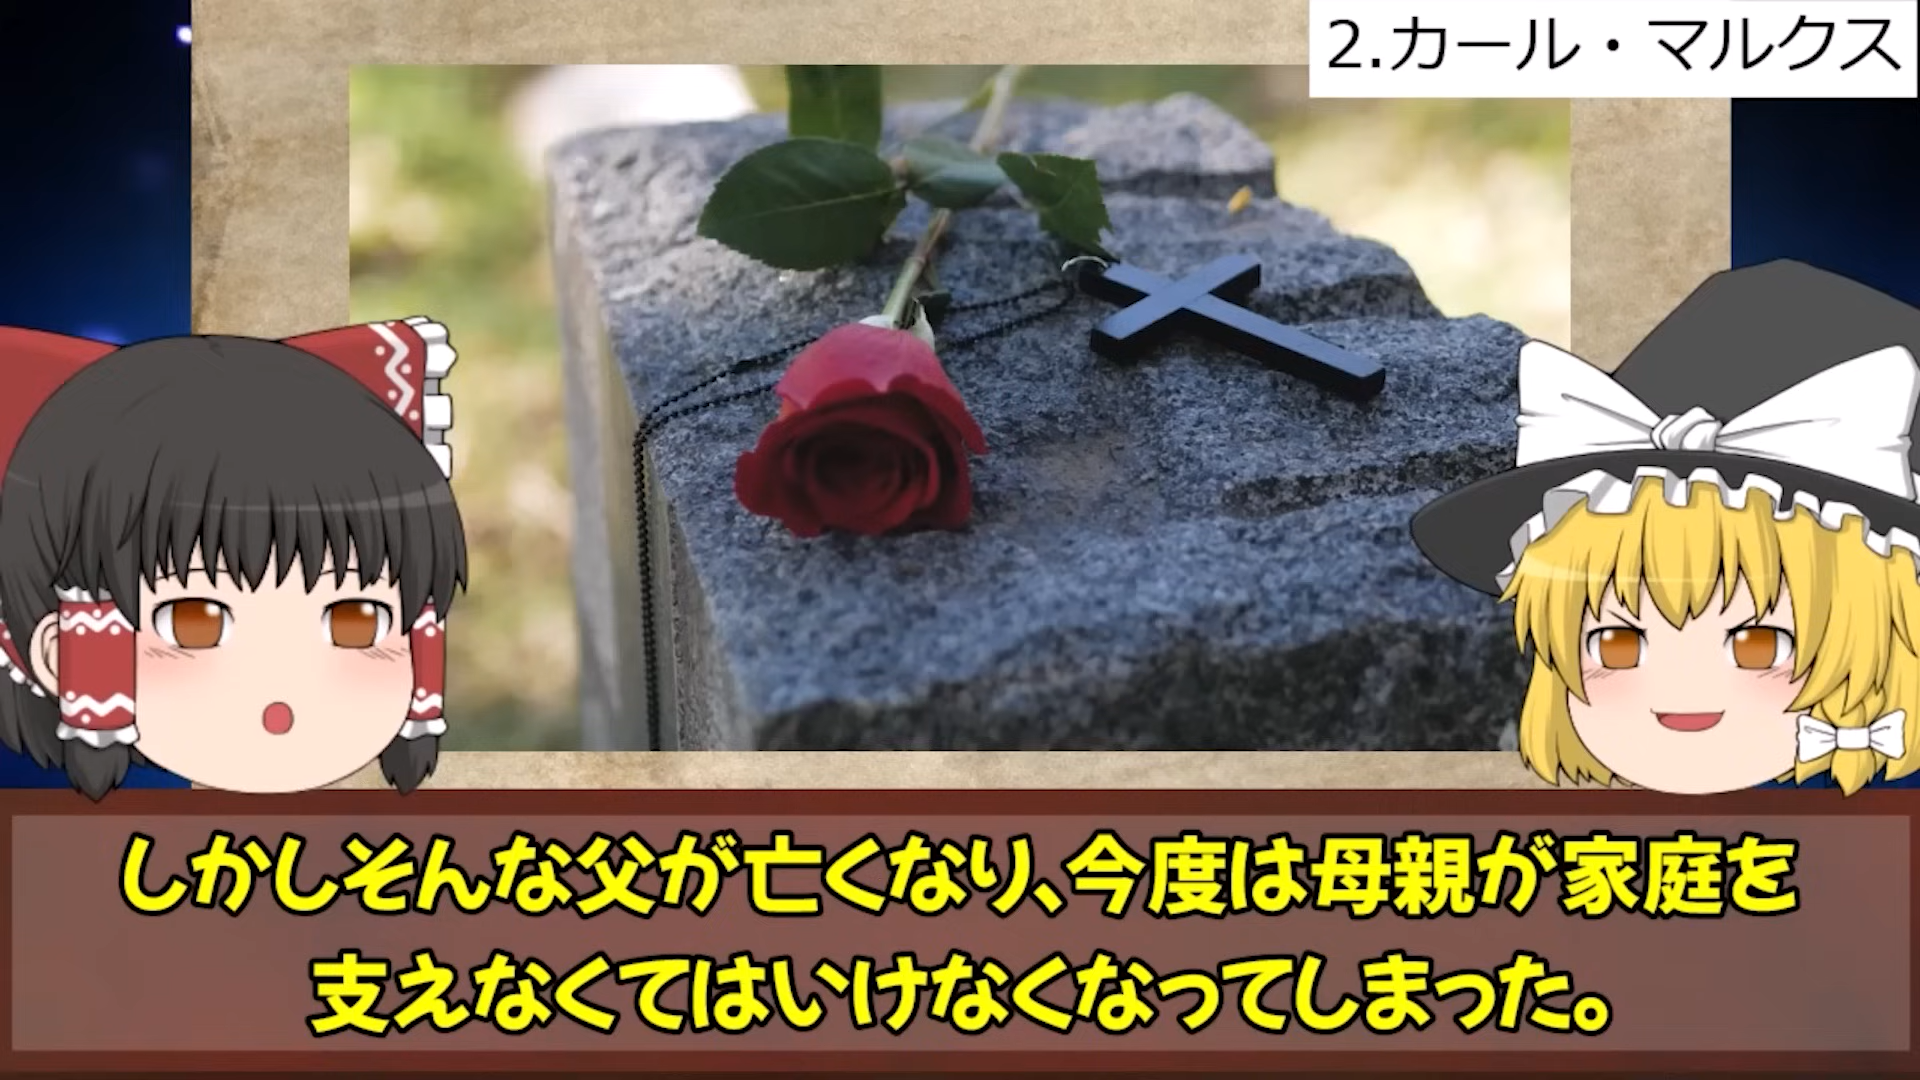 2.カール・マルクス
しかしそんな父が亡くなり、今度は母親が家庭を
支えなくてはいけなくなってしまった。